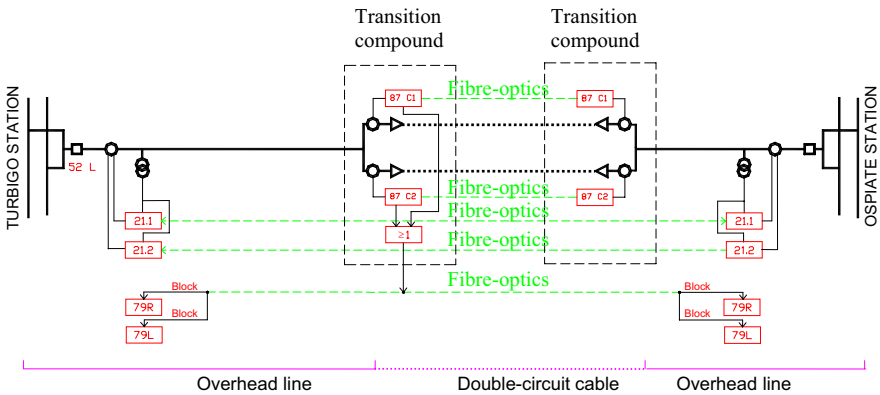 Transition
compound
Transition
compound
TURBIGO STATION
OSPIATE STATION
87 C1
Fibre-optics
87 C1
52 L
87 C2
Fibre-optics
87 C2
21.1
Fibre-optics
21.1
≥1
21.2
Fibre-optics
21.2
Block
Fibre-optics
Block
79R
79R
Block
Block
79L
79L
Overhead line
Double-circuit cable
Overhead line